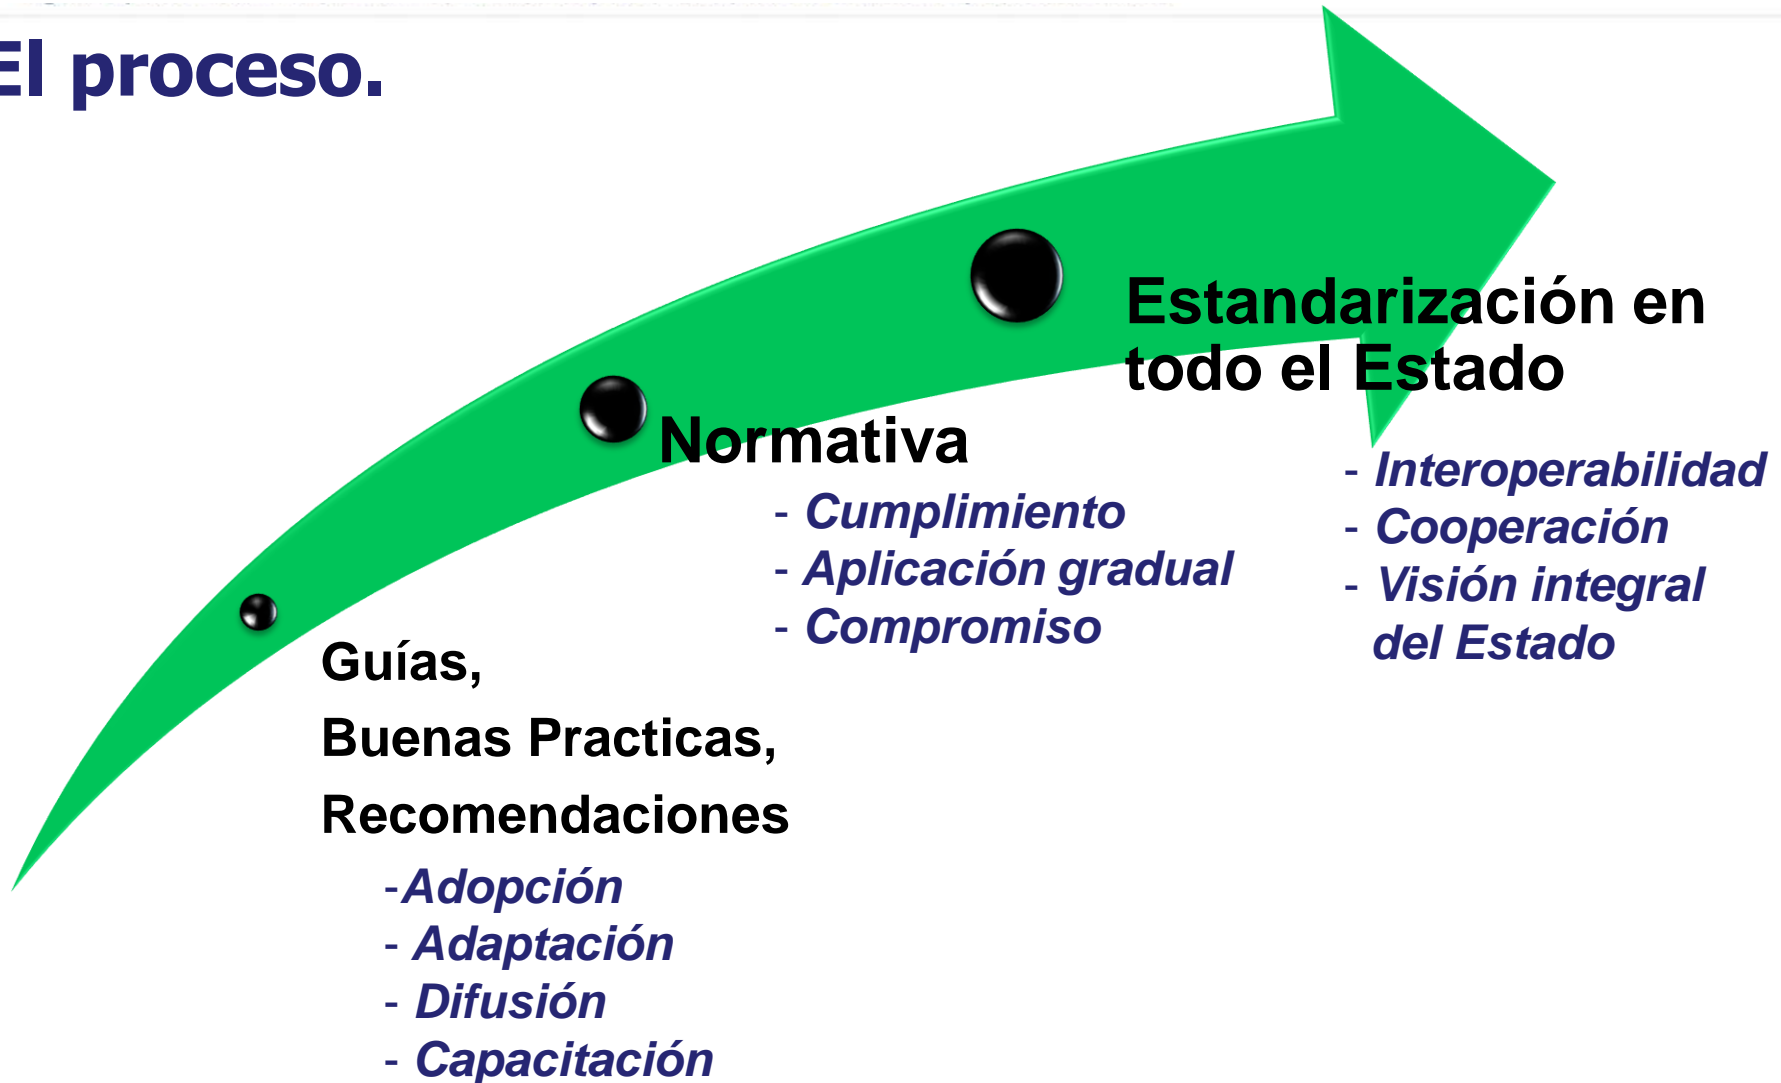 El proceso.
Estandarización en
todo el Estado
- Interoperabilidad
- Cooperación
- Visión integral
del Estado
Normativa
- Cumplimiento
- Aplicación gradual
- Compromiso
Guías,
Buenas Practicas,
Recomendaciones
-Adopción
- Adaptación
- Difusión
- Capacitación